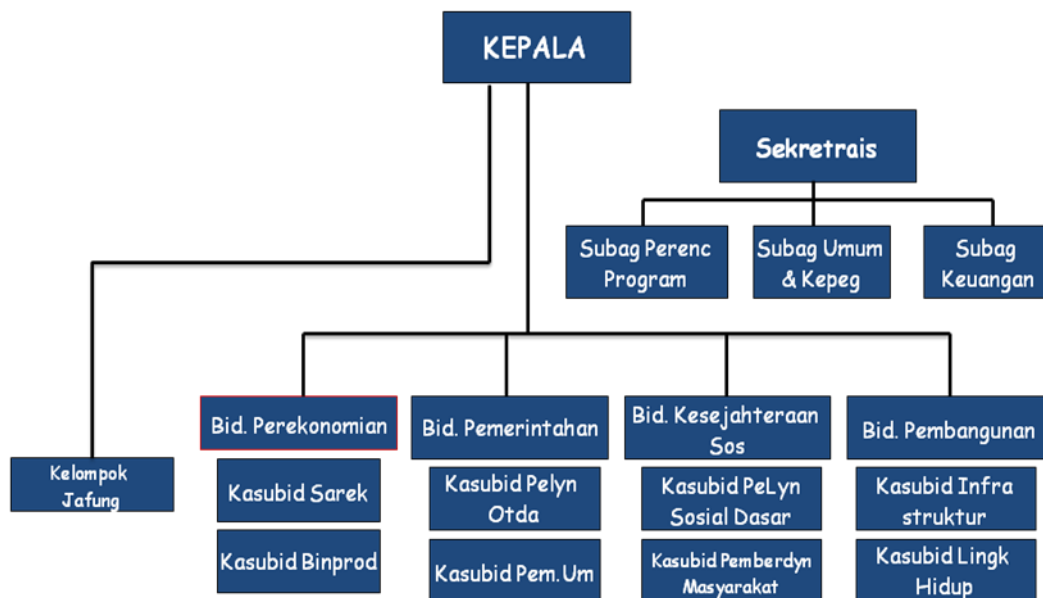 KEPALA
Sekretrais
Subag Perenc
Program
Subag Umum
& Kepeg
Subag
Keuangan
Bid. Perekonomian
Bid. Pemerintahan
Bid. Kesejahteraan
Sos
Bid. Pembangunan
Kelompok
Jafung
Kasubid Sarek
Kasubid Pelyn
Otda
Kasubid PeLyn
Sosial Dasar
Kasubid Infra
struktur
Kasubid Binprod
Kasubid Pem.Um
Kasubid Pemberdyn
Masyarakat
Kasubid Lingk
Hidup